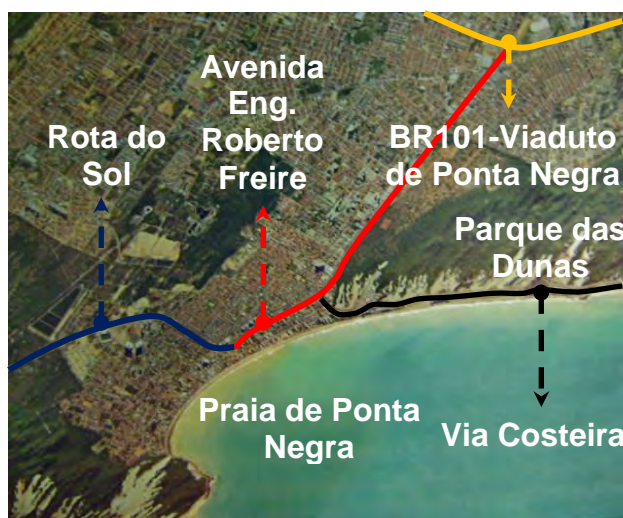 Avenida
Eng.
Roberto
Freire
Rota do
Sol
BR101-Viaduto
de Ponta Negra
Parque das
Dunas
Praia de Ponta
Negra
Via Costeira